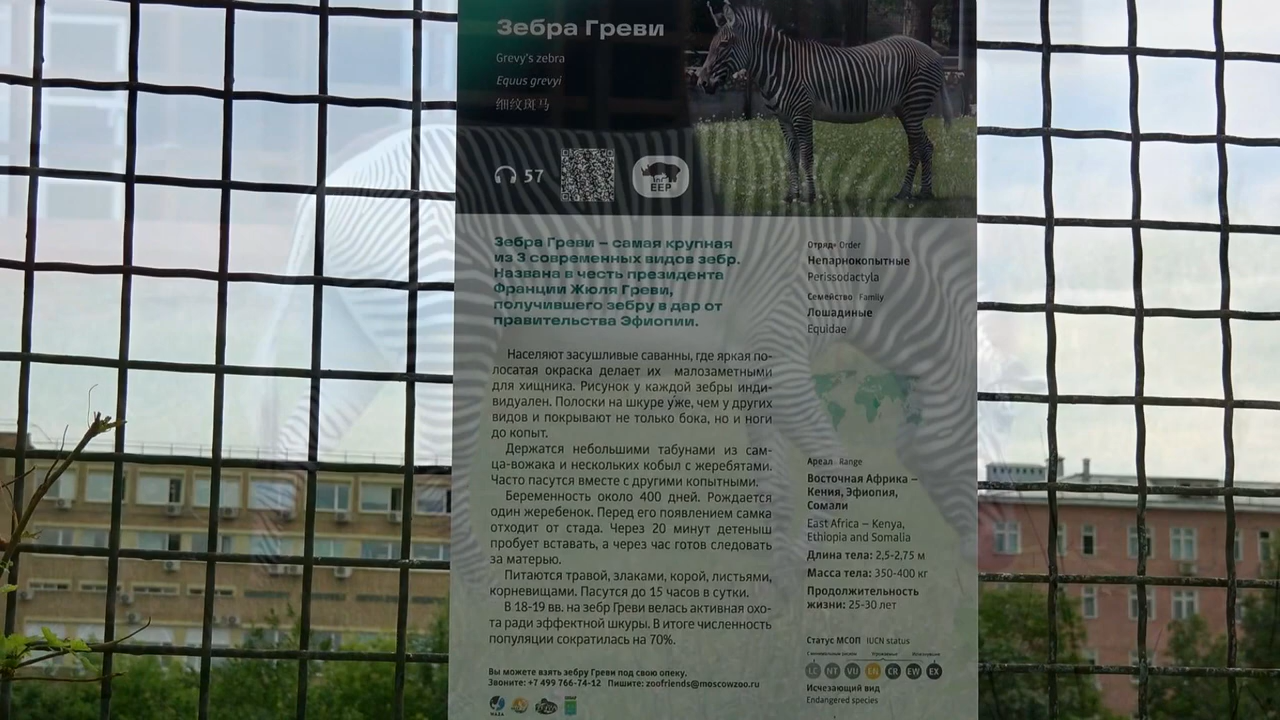 Зебра Греви
Grevy's zebra
Equus grevyi
细纹斑马
57
EEP
Зебра Греви – самая крупная
из 3 современных видов зебр.
Названа в честь президента
Франции Жюля Греви,
получившего зебру в дар от
правительства Эфиопии.
Населяют засушливые саванны, где яркая по-
лосатая окраска делает их малозаметными
для хищника. Рисунок у каждой зебры инди-
видуален. Полоски на шкуре уже, чем у других
видов и покрывают не только бока, но и ноги
до копыт.
Держатся небольшими табунами из сам-
ца-вожака и нескольких кобыл с жеребятами.
Часто пасутся вместе с другими копытными.
Беременность около 400 дней. Рождается
один жеребенок. Перед его появлением самка
отходит от стада. Через 20 минут детеныш
пробует вставать, а через час готов следовать
за матерью.
Питаются травой, злаками, корой, листьями,
корневищами. Пасутся до 15 часов в сутки.
В 18-19 вв. на зебр Греви велась активная охо-
та ради эффектной шкуры. В итоге численность
популяции сократилась на 70%.
Вы можете взять зебру Греви под свою опеку.
Звоните: +7 499 766-74-12 Пишите: zoofriends@moscowzoo.ru
WAZA
Отряд• Order
Непарнокопытные
Perissodactyla
Семейство Family
Лошадиные
Equidae
Ареал Range
Восточная Африка –
Кения, Эфиопия,
Сомали
East Africa – Kenya,
Ethiopia and Somalia
Длина тела: 2,5-2,75 м
Масса тела: 350-400 кг
Продолжительность
жизни: 25-30 лет
Статус МСОП IUCN status
LC NT VU EN CR EW EX
Исчезающий вид
Endangered species